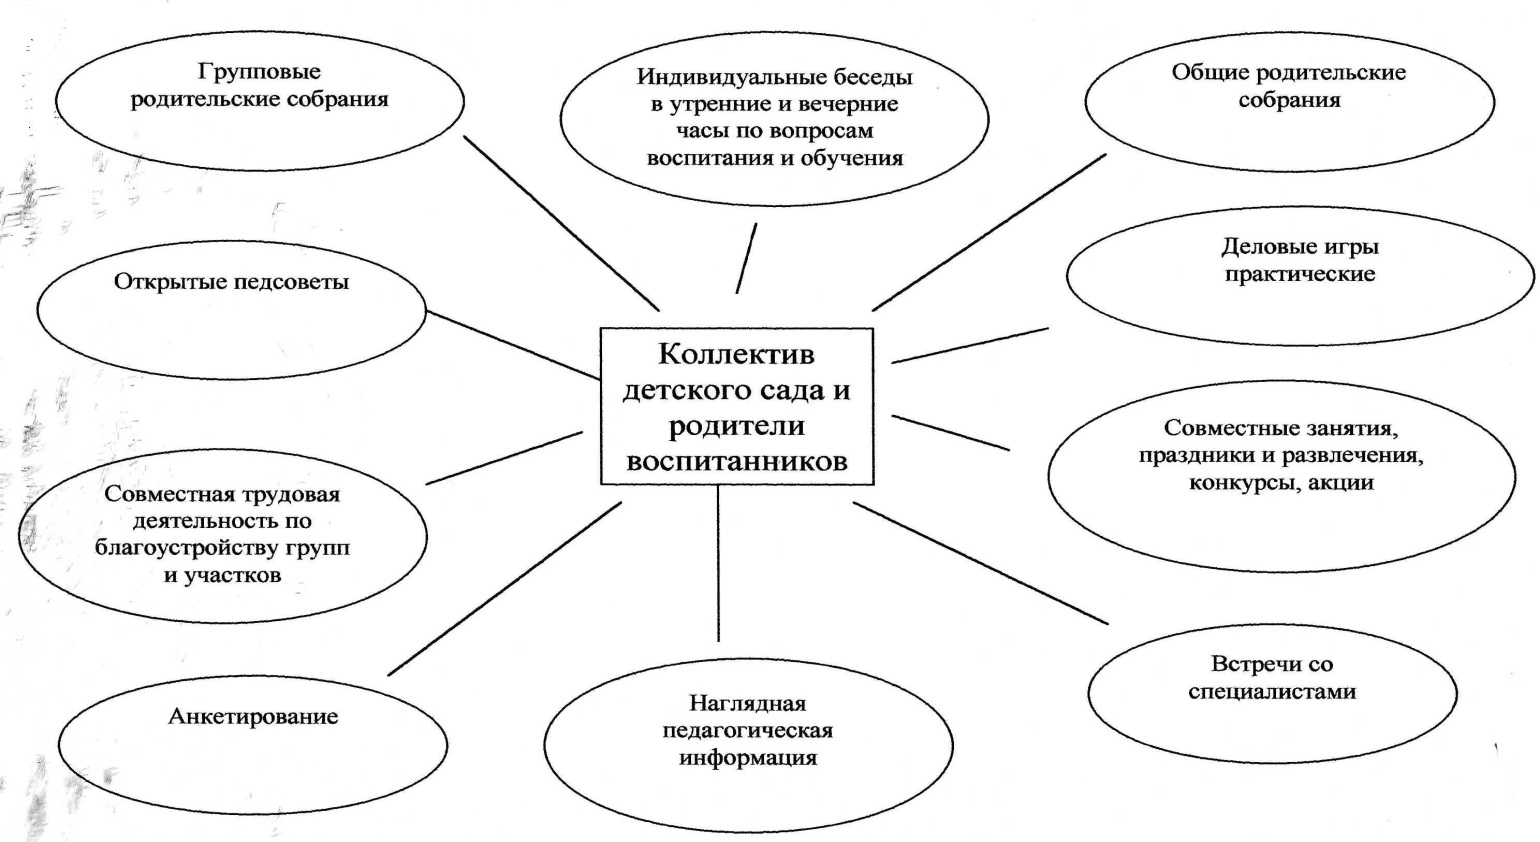 Групповые
родительские собрания
Индивидуальные беседы
в утренние и вечерние
часы по вопросам
воспитания и обучения
Общие родительские
собрания
Открытые педсоветы
Деловые игры
практические
Коллектив
детского сада и
родители
воспитанников
Совместные занятия,
праздники и развлечения,
конкурсы, акции
Совместная трудовая
деятельность по
благоустройству групп
и участков
Анкетирование
Наглядная
педагогическая
информация
Встречи со
специалистами